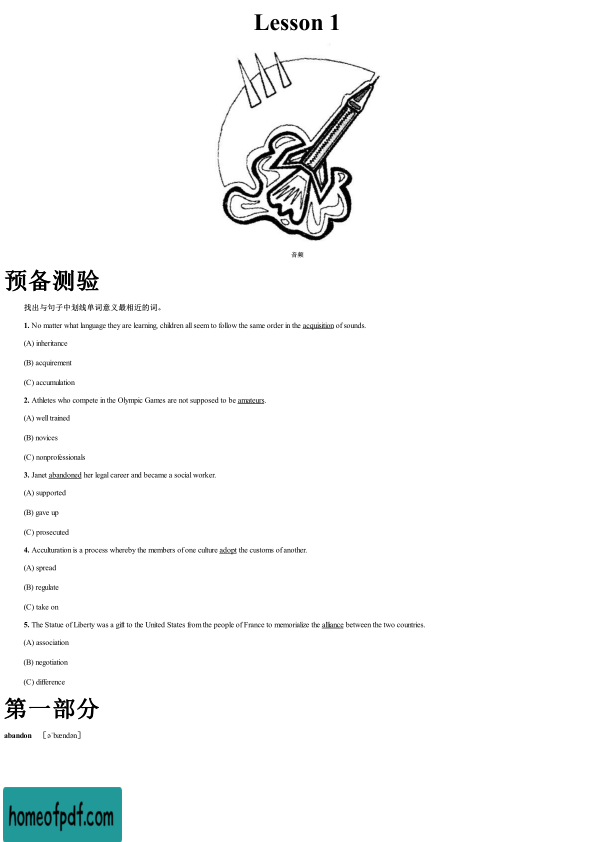 Lesson 1
音频
预备测验
找出与句子中划线单词意义最相近的词。
1. No matter what language they are learning, children all seem to follow the same order in the acquisition of sounds.
(A) inheritance
(B) acquirement
(C) accumulation
2. Athletes who compete in the Olympic Games are not supposed to be amateurs.
(A) well trained
(B) novices
(C) nonprofessionals
3. Janet abandoned her legal career and became a social worker.
(A) supported
(B) gave up
(C) prosecuted
4. Acculturation is a process whereby the members of one culture adopt the customs of another.
(A) spread
(B) regulate
(C) take on
5. The Statue of Liberty was a gift to the United States from the people of France to memorialize the alliance between the two countries.
(A) association
(B) negotiation
(C) difference
第一部分
abandon ［əˈbændən］
homeofpdf.com